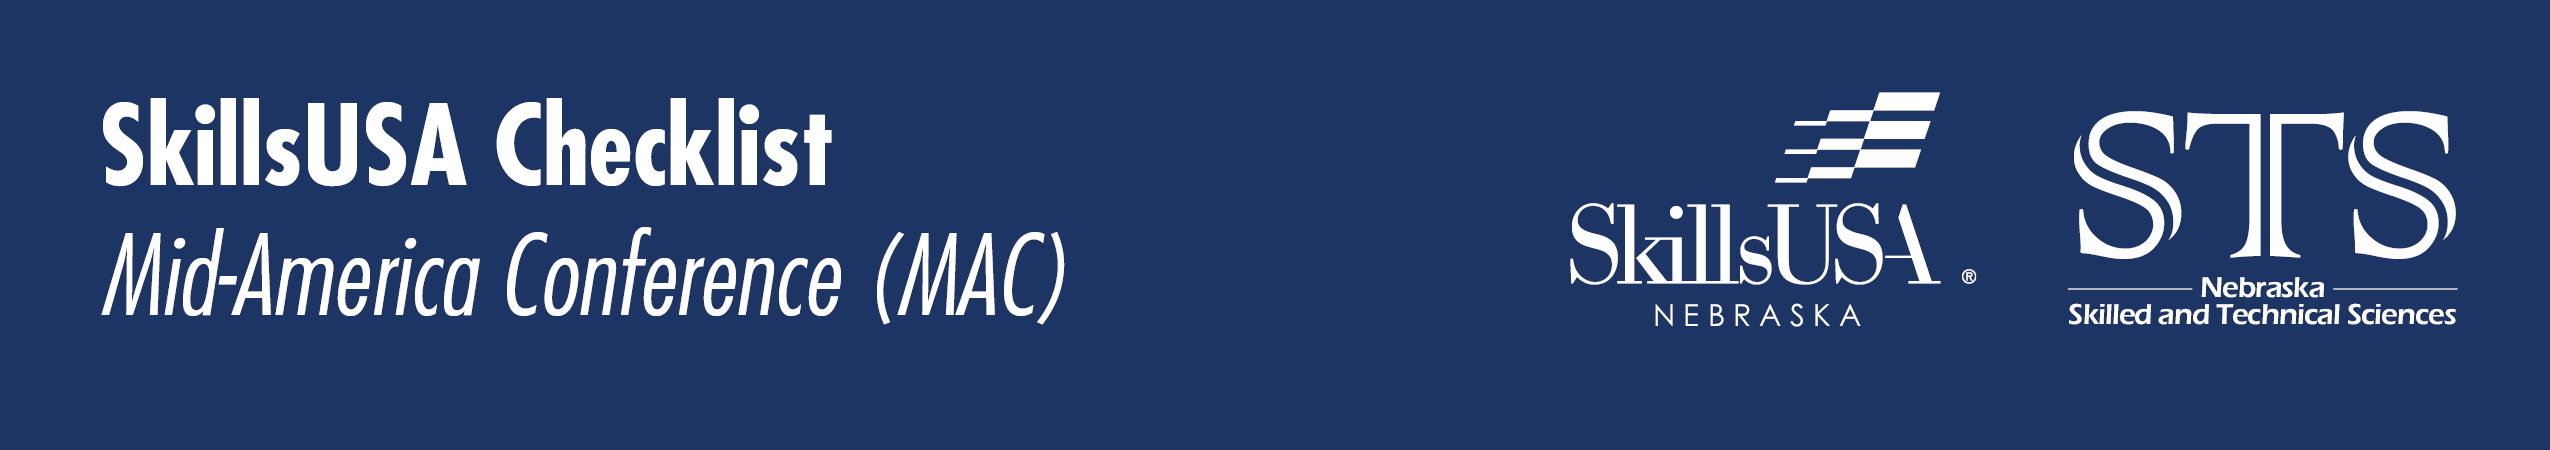 SkillsUSA Checklist
Mid-America Conference (MAC)
SkillsUSA ®
NEBRASKA
STS
Nebraska
Skilled and Technical Sciences